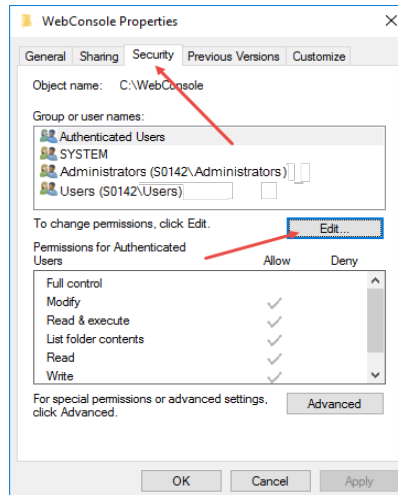 WebConsole Properties
General Sharing Security Previous Versions Customize
Object name: C:\WebConsole
Group or user names:
Authenticated Users
SYSTEM
Administrators (S0142\Administrators)
Users (S0142\Users)
To change permissions, click Edit.
Edit...
Permissions for Authenticated
Users
Allow Deny
Full control
Modify
Read & execute
List folder contents
Read
Write
For special permissions or advanced settings,
click Advanced.
Advanced
OK Cancel Apply